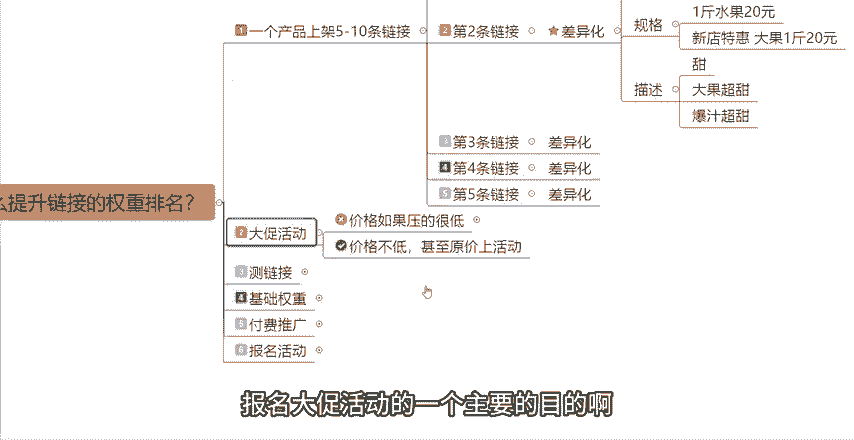 么提升链接的权重排名？
1 一个产品上架5-10条链接
2 第2条链接
差异化
规格
1斤水果20元
新店特惠 大果1斤20元
描述
甜
大果超甜
爆汁超甜
3 第3条链接
差异化
4 第4条链接
差异化
5 第5条链接
差异化
2 大促活动
价格如果压的很低
价格不低，甚至原价上活动
3 测链接
4 基础权重
5 付费推广
6 报名活动
报名大促活动的一个主要的目的啊